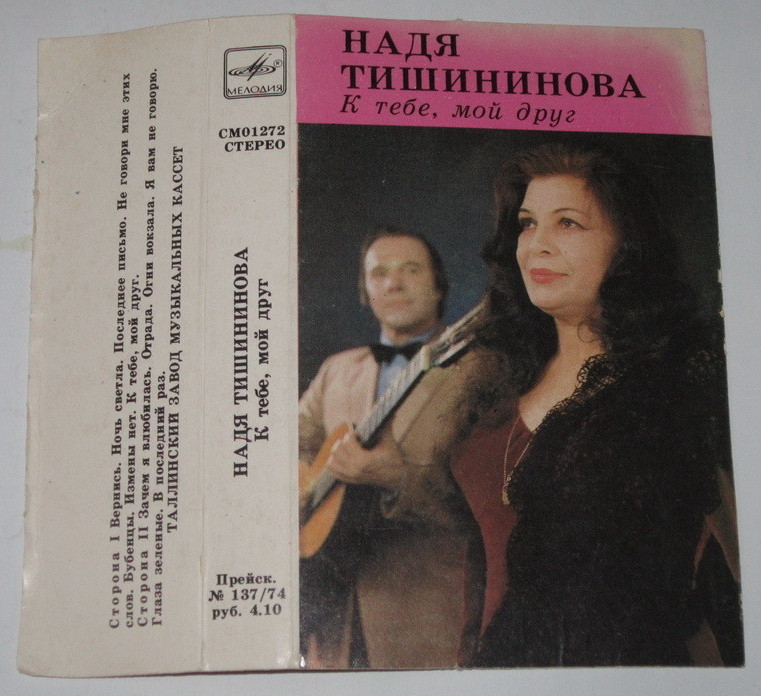 НАДЯ
ТИШИНИНОВА
К тебе, мой друг
МЕЛОДИЯ
СМ01272
СТЕРЕО
НАДЯ ТИШИНИНОВА
К тебе, мой друг
Прейск.
№ 137/74
руб. 4.10
Сторона I Вернись. Ночь светла. Последнее письмо. Не говори мне этих
слов. Бубенцы. Измены нет. К тебе, мой друг.
Сторона II Зачем я влюбилась. Отрада. Огни вокзала. Я вам не говорю.
Глаза зеленые. В последний раз.
ТАЛЛИНСКИЙ ЗАВОД МУЗЫКАЛЬНЫХ КАССЕТ